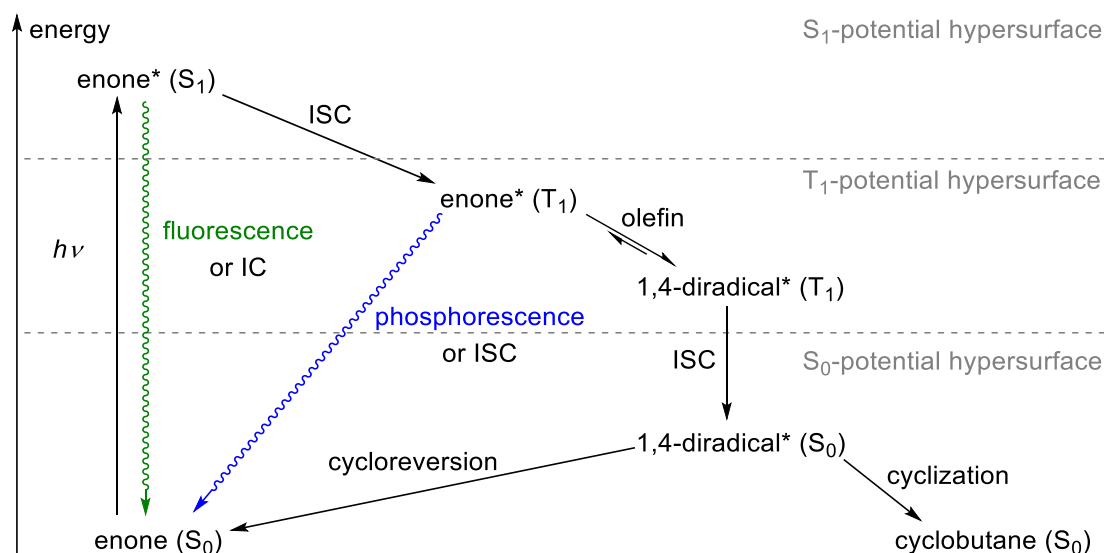 energy
S₁-potential hypersurface
enone* (S₁)
ISC
T₁-potential hypersurface
enone* (T₁)
olefin
fluorescence
hν
or IC
1,4-diradical* (T₁)
phosphorescence
or ISC
ISC
S₀-potential hypersurface
1,4-diradical* (S₀)
cycloreversion
cyclization
enone (S₀)
cyclobutane (S₀)